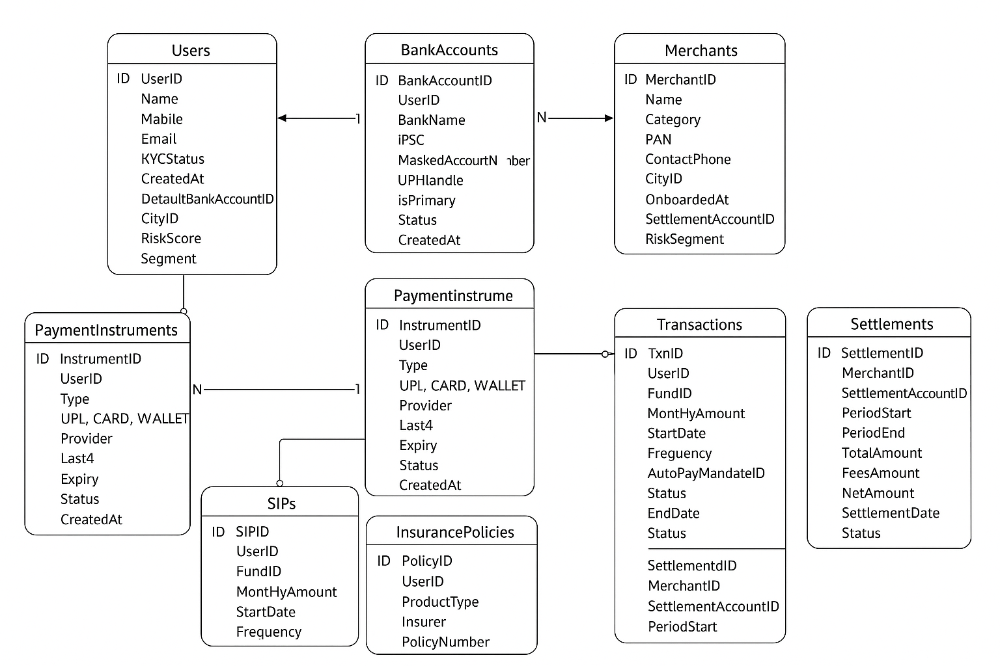 Users
ID UserID
Name
Mabile
Email
KYCStatus
CreatedAt
DetaultBankAccountID
CityID
RiskScore
Segment
1
BankAccounts
ID BankAccountID
UserID
BankName
iPSC
MaskedAccourtN ber
UPHlandle
isPrimary
Status
CreatedAt
N
Merchants
ID MerchantID
Name
Category
PAN
ContactPhone
CityID
OnboardedAt
SettlementAccountID
RiskSegment
PaymentInstruments
ID InstrumentID
UserID
Type
UPL, CARD, WALLET
Provider
Last4
Expiry
Status
CreatedAt
N
1
Paymentinstrume
ID InstrumentID
UserID
Type
UPL, CARD, WALLET
Provider
Last4
Expiry
Status
CreatedAt
Transactions
ID TxnID
UserID
FundID
MontHyAmount
StartDate
Freguency
AutoPayMandateID
Status
EndDate
Status
SettlementdID
MerchantID
SettlementAccountID
PeriodStart
Settlements
ID SettlementID
MerchantID
SettlementAccountID
PeriodStart
PeriodEnd
TotalAmount
FeesAmount
NetAmount
SettlementDate
Status
SIPs
ID SIPID
UserID
FundID
MontHyAmount
StartDate
Frequency
InsurancePolicies
ID PolicyID
UserID
ProductType
Insurer
PolicyNumber